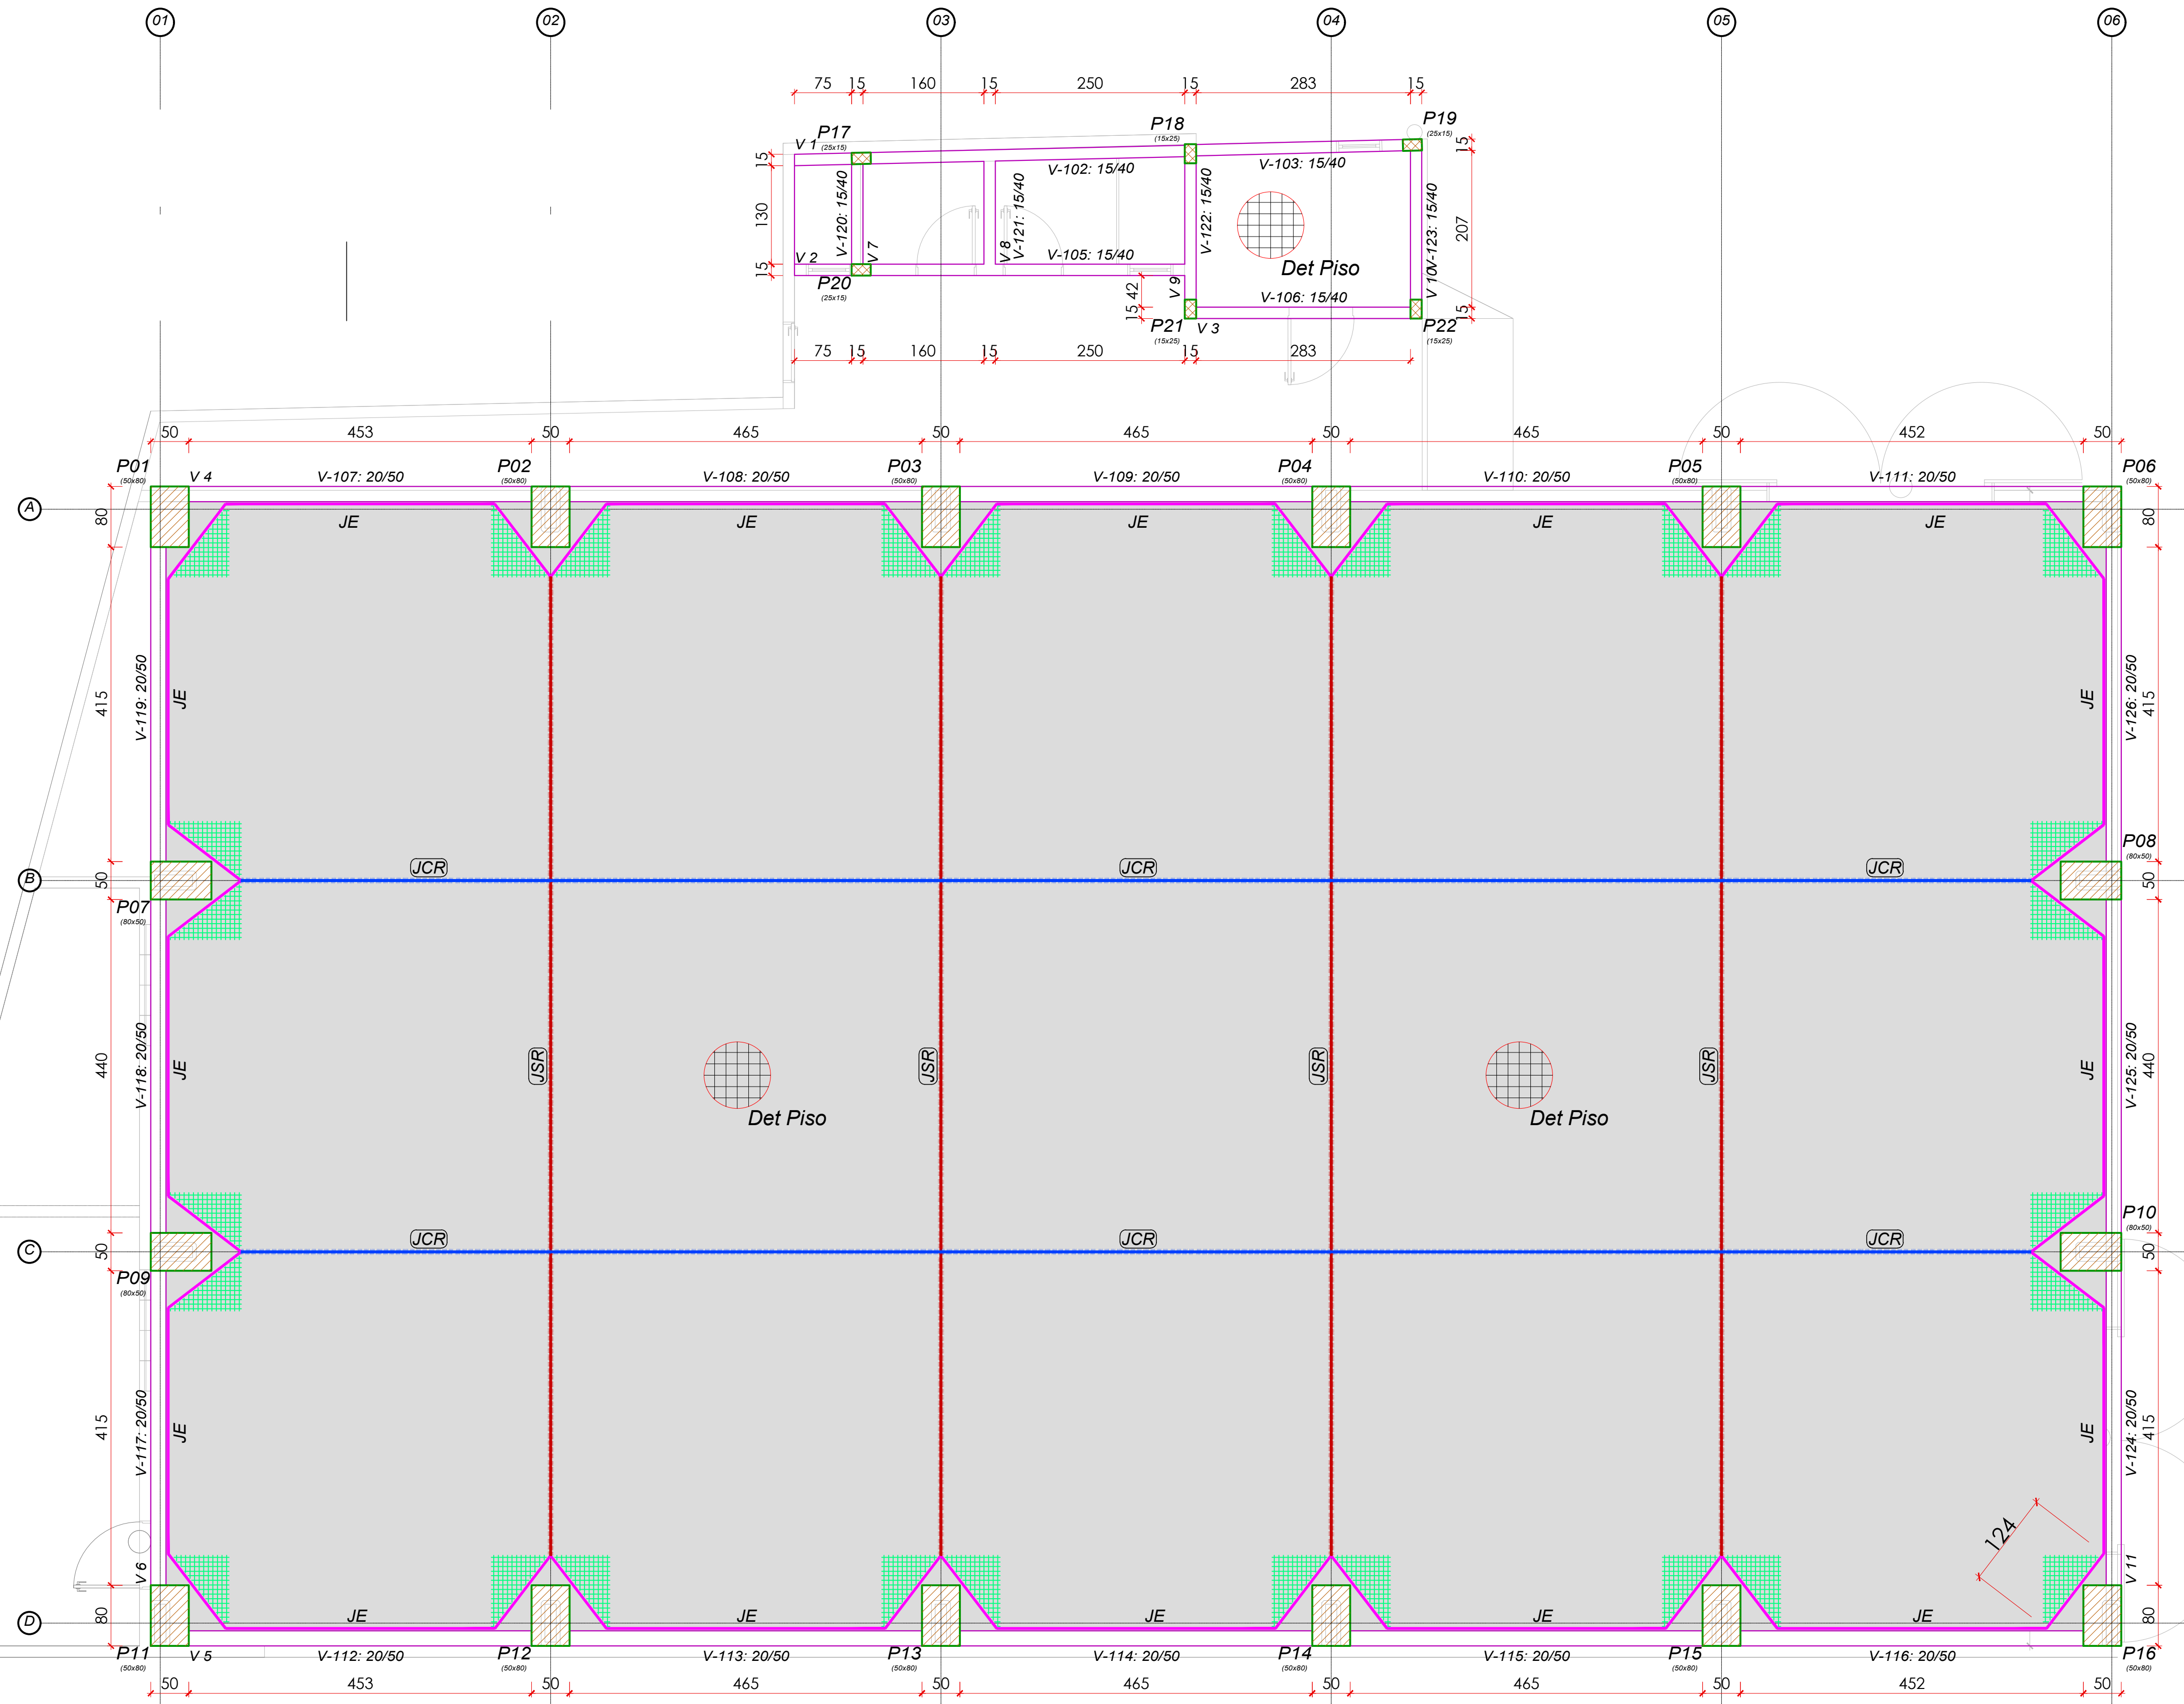 01 02 03 04 05 06
75 15 160 15 250 15 283 15
P17 P18 P19
(25x15) (15x25) (25x15)
V 1
V-102: 15/40 V-103: 15/40
15
130
15
V-120: 15/40
V 7
V 8
V-121: 15/40
V-122: 15/40
V-123: 15/40
V 10
15
207
15
V 2
V-105: 15/40
Det Piso
P20
(25x15)
42
15
V 9
V-106: 15/40
P21
(15x25)
V 3
P22
(15x25)
75 15 160 15 250 15 283
50 453 50 465 50 465 50 465 50 452 50
P01 P02 P03 P04 P05 P06
(50x80) (50x80) (50x80) (50x80) (50x80) (50x80)
V 4 V-107: 20/50 V-108: 20/50 V-109: 20/50 V-110: 20/50 V-111: 20/50
A
80 80
JE JE JE JE JE
415 V-119: 20/50 JE JE V-126: 20/50 415
P08
(80x50)
JCR JCR JCR
B
50 50
P07
(80x50)
440 V-118: 20/50 JE JSR JSR JSR JSR JE V-125: 20/50 440
Det Piso Det Piso
P10
(80x50)
JCR JCR JCR
C
50 50
P09
(80x50)
415 V-117: 20/50 JE JE V-124: 20/50 415
124
V 6 V 11
80 80
D
JE JE JE JE JE
P11 V 5 V-112: 20/50 P12 V-113: 20/50 P13 V-114: 20/50 P14 V-115: 20/50 P15 V-116: 20/50 P16
(50x80) (50x80) (50x80) (50x80) (50x80) (50x80)
50 453 50 465 50 465 50 465 50 452 50